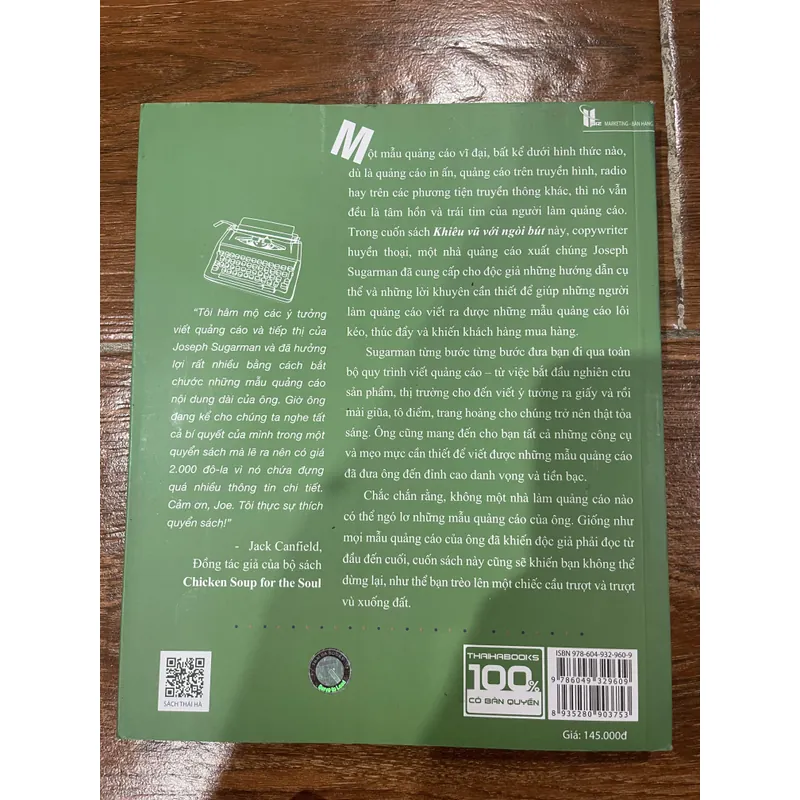 MARKETING - BÁN HÀNG
Một mẫu quảng cáo vĩ đại, bất kể dưới hình thức nào,
dù là quảng cáo in ấn, quảng cáo trên truyền hình, radio
hay trên các phương tiện truyền thông khác, thì nó vẫn
đều là tâm hồn và trái tim của người làm quảng cáo.
Trong cuốn sách Khiêu vũ với ngòi bút này, copywriter
huyền thoại, một nhà quảng cáo xuất chúng Joseph
Sugarman đã cung cấp cho độc giả những hướng dẫn cụ
thể và những lời khuyên cần thiết để giúp những người
làm quảng cáo viết ra được những mẫu quảng cáo lôi
kéo, thúc đẩy và khiến khách hàng mua hàng.
Sugarman từng bước từng bước đưa bạn đi qua toàn
bộ quy trình viết quảng cáo – từ việc bắt đầu nghiên cứu
sản phẩm, thị trường cho đến viết ý tưởng ra giấy và rồi
mài giũa, tô điểm, trang hoàng cho chúng trở nên thật tỏa
sáng. Ông cũng mang đến cho bạn tất cả những công cụ
và mẹo mực cần thiết để viết được những mẫu quảng cáo
đã đưa ông đến đỉnh cao danh vọng và tiền bạc.
Chắc chắn rằng, không một nhà làm quảng cáo nào
có thể ngó lơ những mẫu quảng cáo của ông. Giống như
mọi mẫu quảng cáo của ông đã khiến độc giả phải đọc từ
đầu đến cuối, cuốn sách này cũng sẽ khiến bạn không thể
dừng lại, như thể bạn trèo lên một chiếc cầu trượt và trượt
vù xuống đất.
“Tôi hâm mộ các ý tưởng
viết quảng cáo và tiếp thị của
Joseph Sugarman và đã hưởng
lợi rất nhiều bằng cách bắt
chước những mẫu quảng cáo
nội dung dài của ông. Giờ ông
đang kể cho chúng ta nghe tất
cả bí quyết của mình trong một
quyển sách mà lẽ ra nên có giá
2.000 đô-la vì nó chứa đựng
quá nhiều thông tin chi tiết.
Cảm ơn, Joe. Tôi thực sự thích
quyển sách!”
- Jack Canfield,
Đồng tác giả của bộ sách
Chicken Soup for the Soul
SÁCH THÁI HÀ
THAIHABOOKS
100%
CÓ BẢN QUYỀN
ISBN 978-604-932-960-9
9 786049 329609
8 935280 903753
Giá: 145.000đ